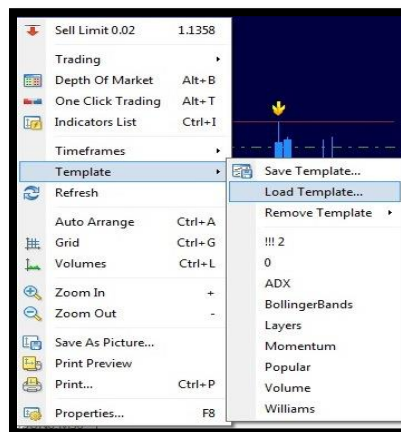 Sell Limit 0.02 1.1358
Trading
Depth Of Market Alt+B
One Click Trading Alt+T
Indicators List Ctrl+I
Timeframes
Template
Refresh
Auto Arrange Ctrl+A
Grid Ctrl+G
Volumes Ctrl+L
Zoom In +
Zoom Out -
Save As Picture...
Print Preview
Print... Ctrl+P
Properties... F8
Save Template...
Load Template...
Remove Template
!!! 2
0
ADX
BollingerBands
Layers
Momentum
Popular
Volume
Williams